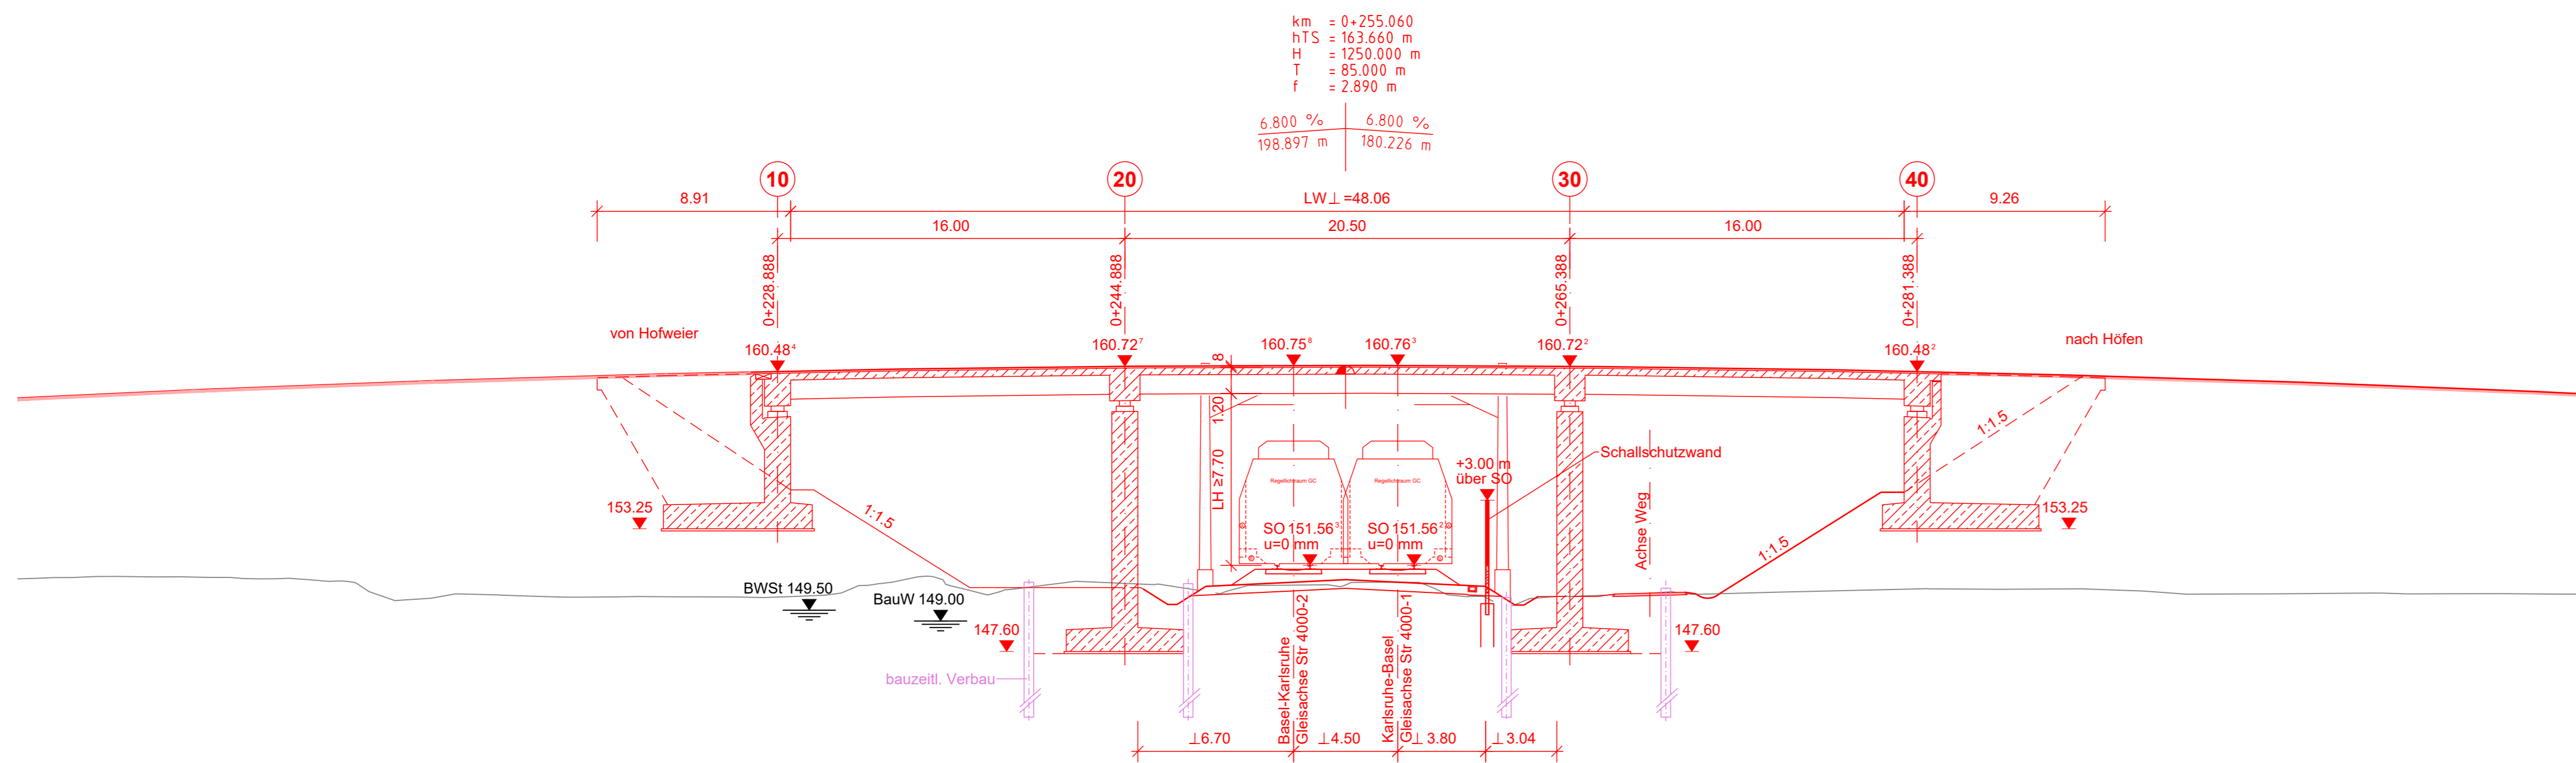 km = 0+255.060
hTS = 163.660 m
H = 1250.000 m
T = 85.000 m
f = 2.890 m
6.800 % 6.800 %
198.897 m 180.226 m
10 20 30 40
8.91 LW⊥ =48.06 9.26
16.00 20.50 16.00
0+228.888 0+244.888 0+265.388 0+281.388
von Hofweier
nach Höfen
160.48⁴ 160.72⁷ 160.75⁸ 160.76³ 160.72² 160.48²
8
1.20
LH ≥7.70
Regellichtraum GC Regellichtraum GC
+3.00 m
über SO
Schallschutzwand
Achse Weg
153.25
1:1.5
SO 151.56³
u=0 mm
SO 151.56²
u=0 mm
1:1.5
1:1.5
153.25
BWSt 149.50
BauW 149.00
147.60
147.60
bauzeitl. Verbau
Basel-Karlsruhe
Gleisachse Str 4000-2
Karlsruhe-Basel
Gleisachse Str 4000-1
⊥6.70 ⊥4.50 ⊥3.80 ⊥3.04